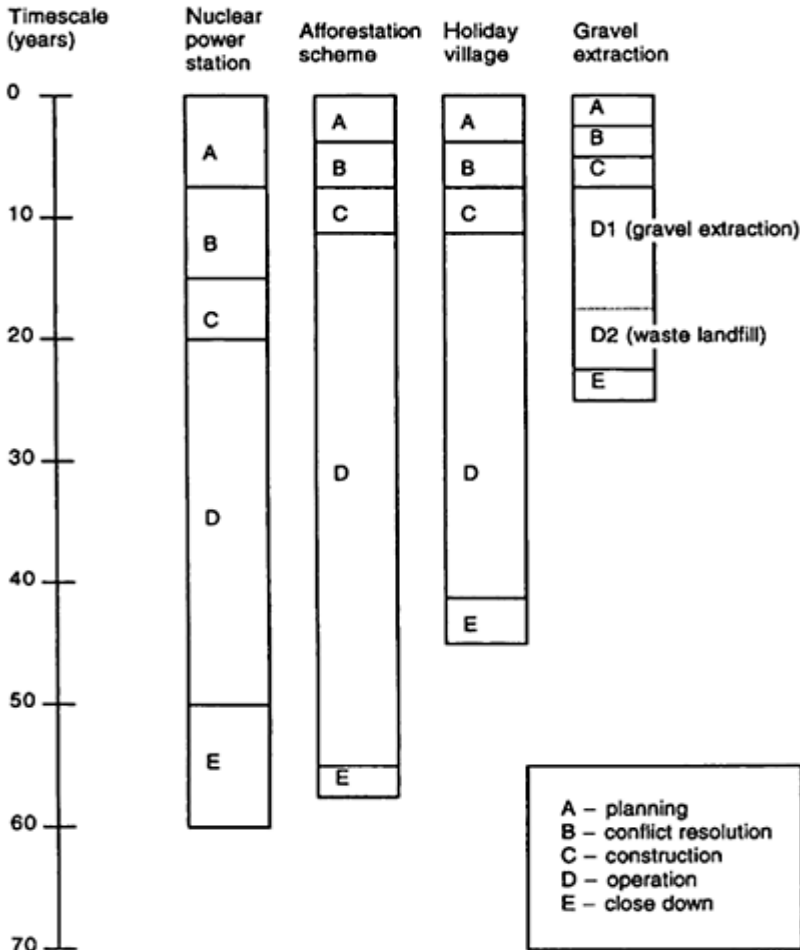 Timescale
(years)
Nuclear
power
station
Afforestation
scheme
Holiday
village
Gravel
extraction
0
10
20
30
40
50
60
70
A
B
C
D
E
A
B
C
D
E
A
B
C
D
E
A
B
C
D1 (gravel extraction)
D2 (waste landfill)
E
A – planning
B – conflict resolution
C – construction
D – operation
E – close down